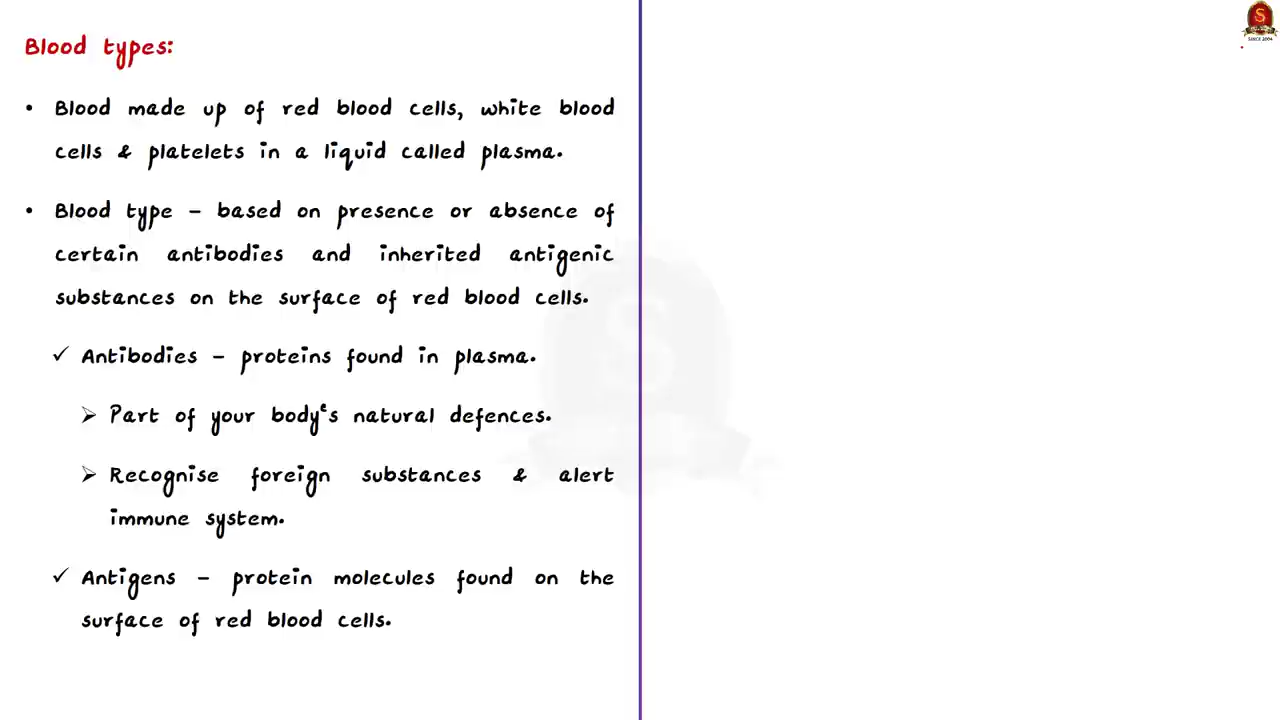 Blood types:
• Blood made up of red blood cells, white blood
cells & platelets in a liquid called plasma.
• Blood type – based on presence or absence of
certain antibodies and inherited antigenic
substances on the surface of red blood cells.
✓ Antibodies – proteins found in plasma.
➢ Part of your body's natural defences.
➢ Recognise foreign substances & alert
immune system.
✓ Antigens – protein molecules found on the
surface of red blood cells.
S
SINCE 2004